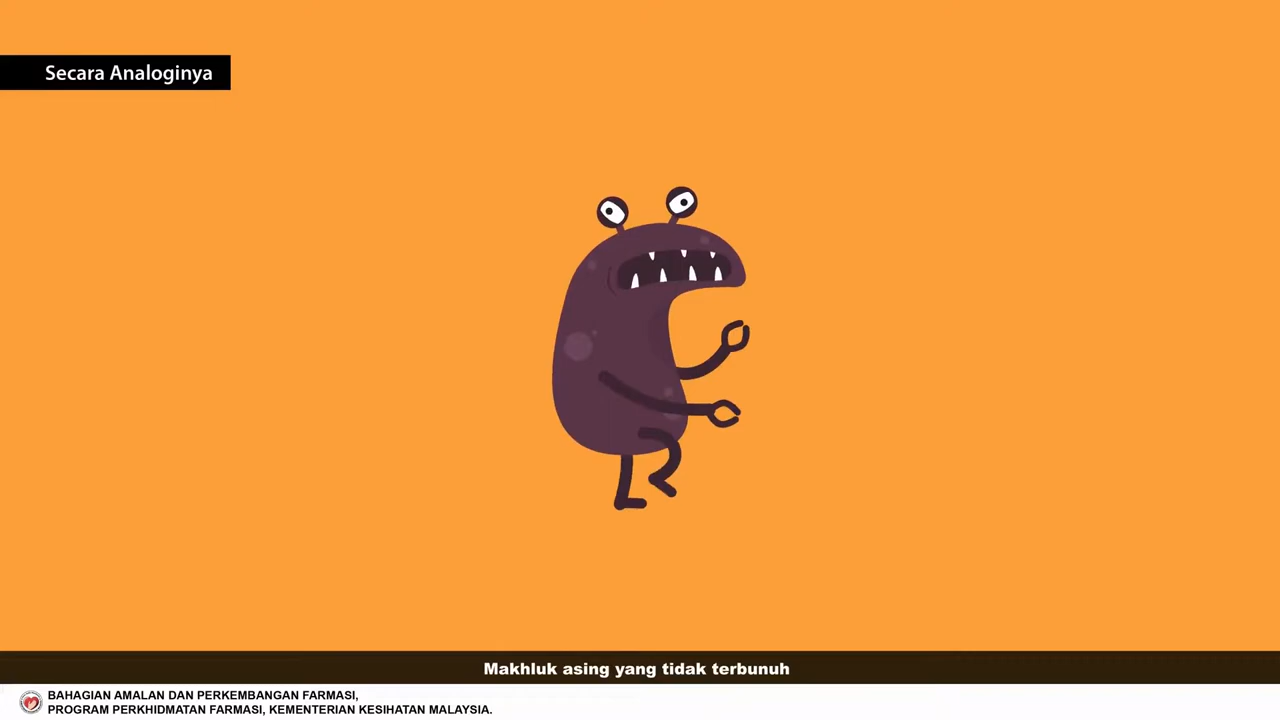 Secara Analoginya
Makhluk asing yang tidak terbunuh
BAHAGIAN AMALAN DAN PERKEMBANGAN FARMASI,
PROGRAM PERKHIDMATAN FARMASI, KEMENTERIAN KESIHATAN MALAYSIA.